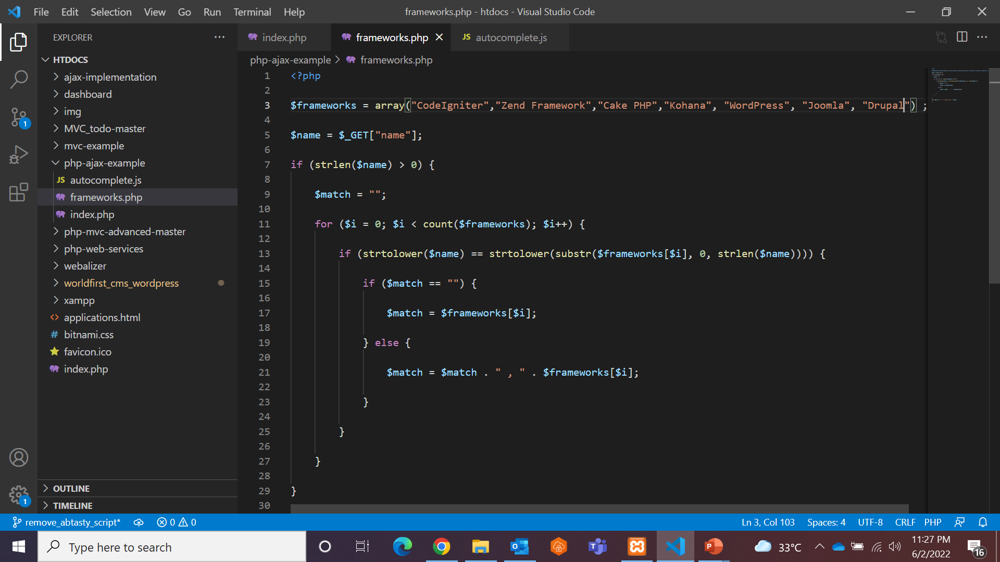 File Edit Selection View Go Run Terminal Help
frameworks.php - htdocs - Visual Studio Code
EXPLORER
HTDOCS
ajax-implementation
dashboard
img
MVC_todo-master
mvc-example
php-ajax-example
JS autocomplete.js
frameworks.php
index.php
php-mvc-advanced-master
php-web-services
webalizer
worldfirst_cms_wordpress
xampp
<> applications.html
# bitnami.css
favicon.ico
index.php
OUTLINE
TIMELINE
1
1
index.php
frameworks.php
JS autocomplete.js
php-ajax-example > frameworks.php
1 <?php
2
3 $frameworks = array("CodeIgniter","Zend Framework","Cake PHP","Kohana", "WordPress", "Joomla", "Drupal") ;
4
5 $name = $_GET["name"];
6
7 if (strlen($name) > 0) {
8
9 $match = "";
10
11 for ($i = 0; $i < count($frameworks); $i++) {
12
13 if (strtolower($name) == strtolower(substr($frameworks[$i], 0, strlen($name)))) {
14
15 if ($match == "") {
16
17 $match = $frameworks[$i];
18
19 } else {
20
21 $match = $match . " , " . $frameworks[$i];
22
23 }
24
25 }
26
27 }
28
29 }
30
remove_abtasty_script* 0 0
Ln 3, Col 103 Spaces: 4 UTF-8 CRLF PHP
Type here to search
33°C
11:27 PM
6/2/2022
16